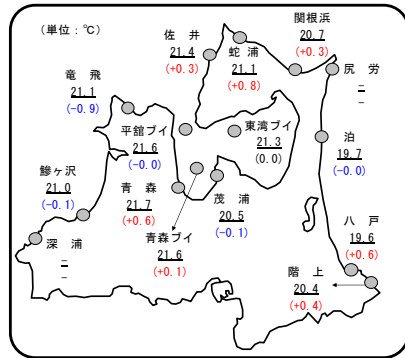 (単位：℃)
関根浜
20.7
(+0.3)
佐井
21.4
(+0.3)
蛇浦
21.1
(+0.8)
尻労
-
-
竜飛
21.1
(-0.9)
平舘ブイ
21.6
(-0.0)
東湾ブイ
21.3
(0.0)
泊
19.7
(-0.0)
鰺ヶ沢
21.0
(-0.1)
青森
21.7
(+0.6)
茂浦
20.5
(-0.1)
八戸
19.6
(+0.6)
深浦
-
-
青森ブイ
21.6
(+0.1)
階上
20.4
(+0.4)